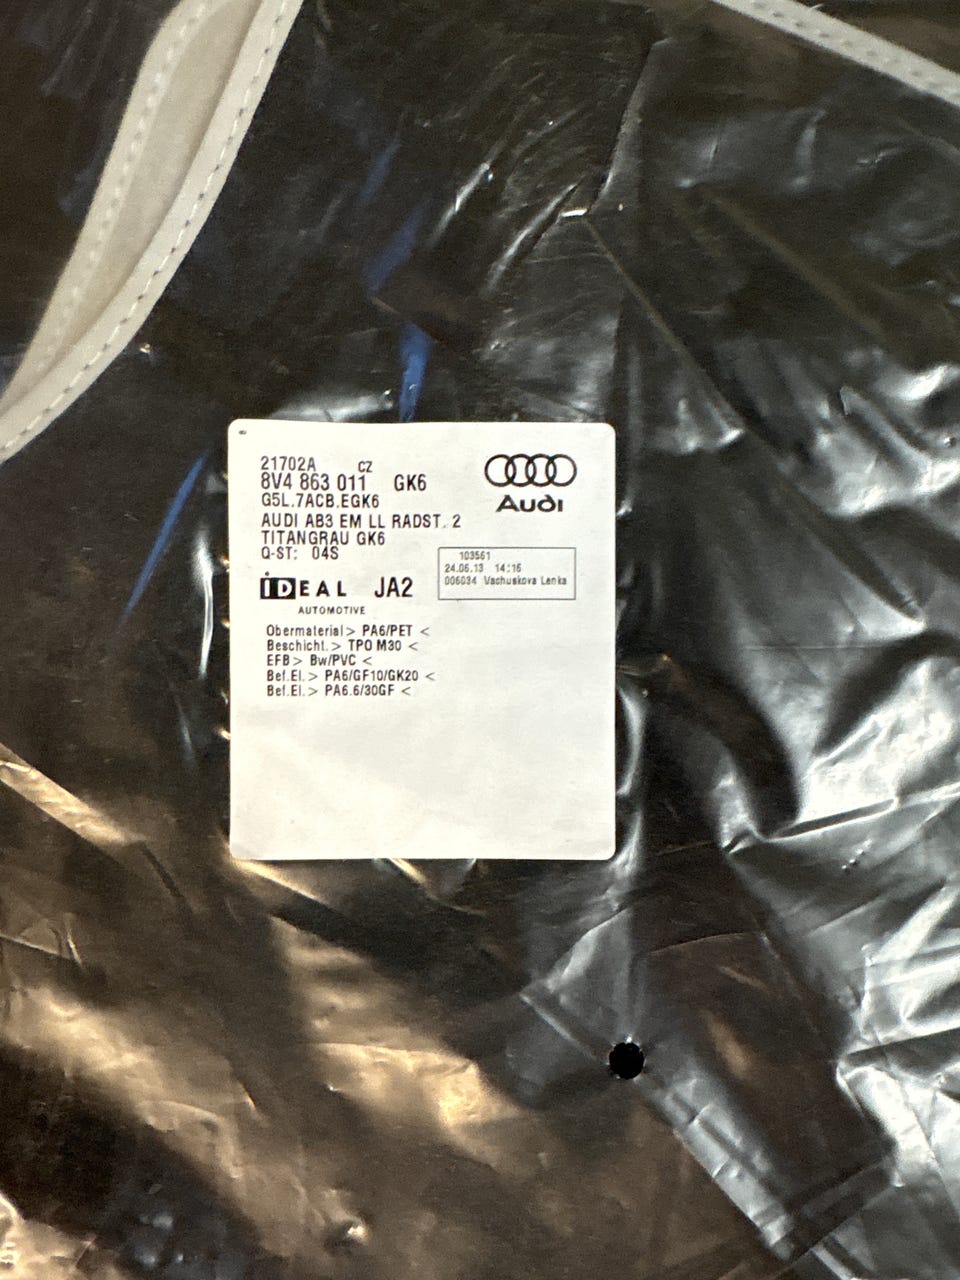 21702A CZ
8V4 863 011 GK6
G5L.7ACB.EGK6
AUDI AB3 EM LL RADST. 2
TITANGRAU GK6
Q-ST: 04S
Audi
103561
24.06.13 14:16
006034 Vachuskova Lenka
IDEAL JA2
AUTOMOTIVE
Obermaterial > PA6/PET <
Beschicht. > TPO M30 <
EFB > Bw/PVC <
Bef.El. > PA6/GF10/GK20 <
Bef.El. > PA6.6/30GF <